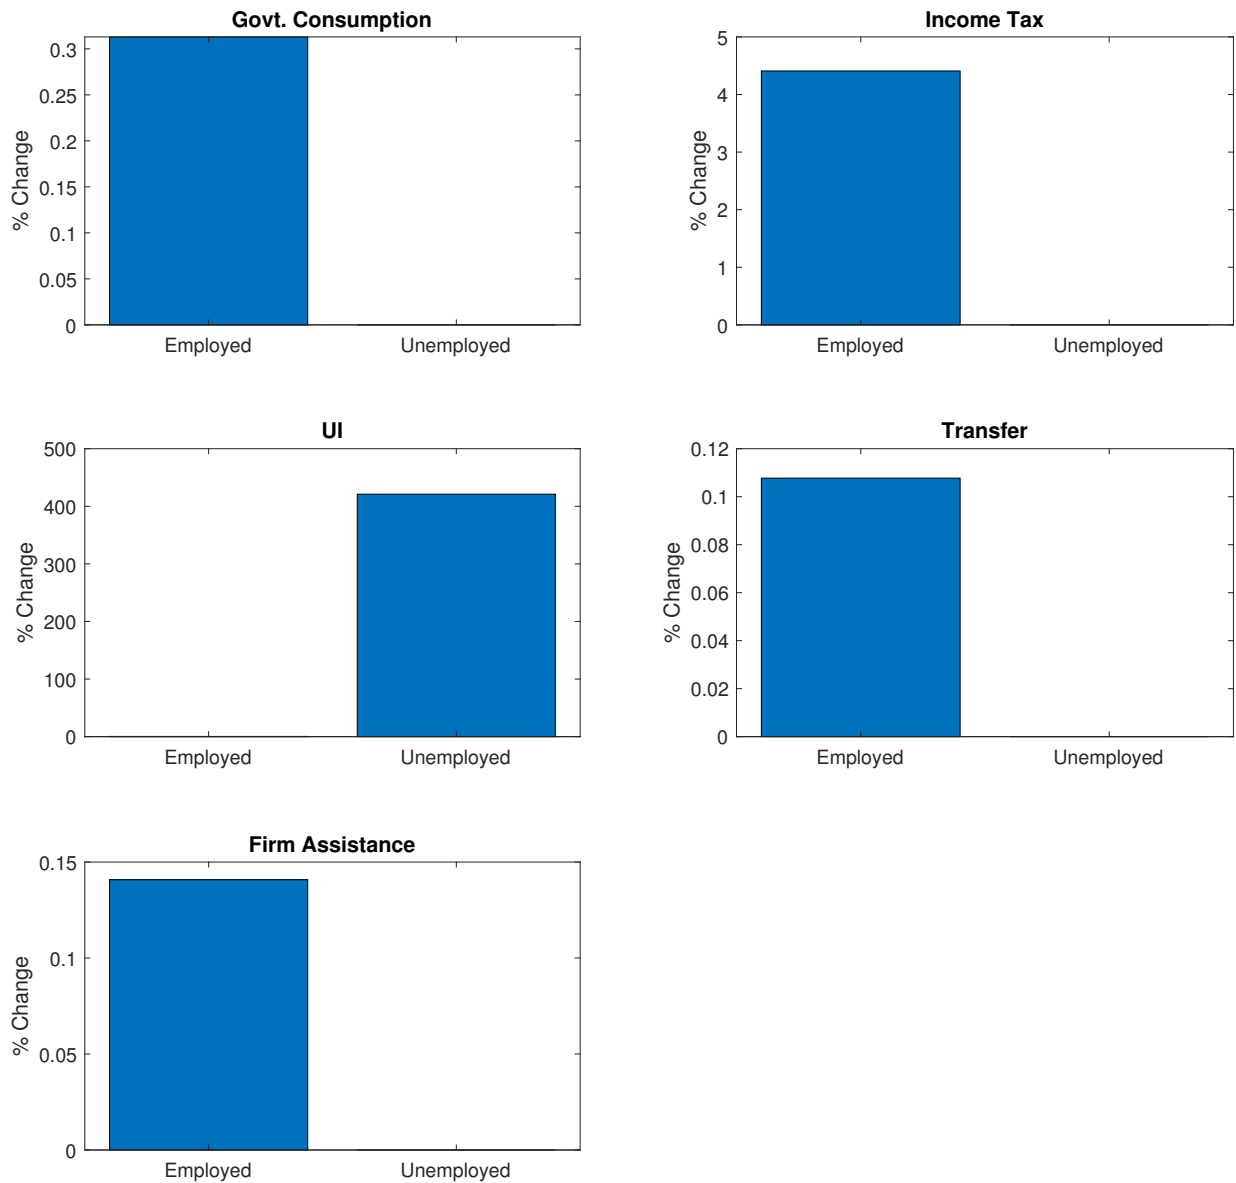 Govt. Consumption
% Change
0.3
0.25
0.2
0.15
0.1
0.05
0
Employed Unemployed
Income Tax
% Change
5
4
3
2
1
0
Employed Unemployed
UI
% Change
500
400
300
200
100
0
Employed Unemployed
Transfer
% Change
0.12
0.1
0.08
0.06
0.04
0.02
0
Employed Unemployed
Firm Assistance
% Change
0.15
0.1
0.05
0
Employed Unemployed